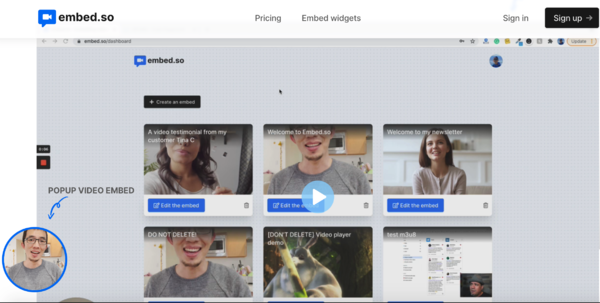 embed.so
Pricing
Embed widgets
Sign in
Sign up →
embed.so/dashboard
Update
embed.so
+ Create an embed
A video testimonial from my customer Tina C
Welcome to Embed.so
Welcome to my newsletter
Edit the embed
Edit the embed
Edit the embed
POPUP VIDEO EMBED
DO NOT DELETE!
[DON'T DELETE] Video player demo
test m3u8